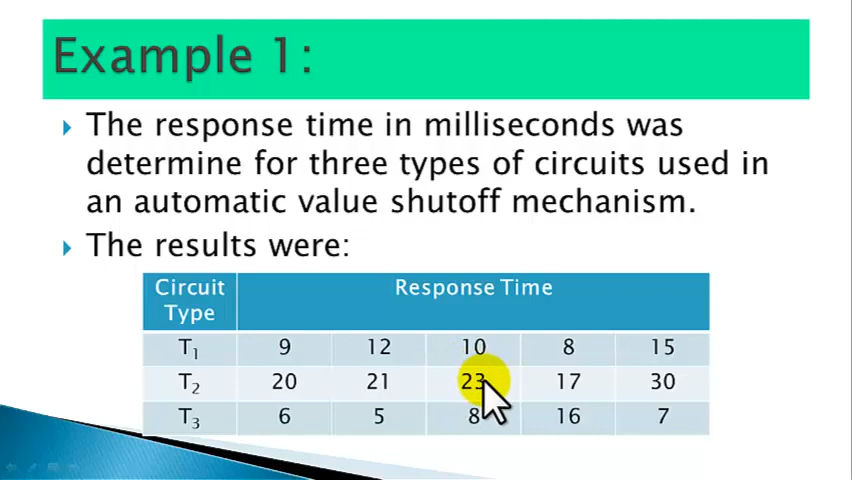 Example 1:
The response time in milliseconds was
determine for three types of circuits used in
an automatic value shutoff mechanism.
The results were:
Circuit Type Response Time
T₁ 9 12 10 8 15
T₂ 20 21 23 17 30
T₃ 6 5 8 16 7